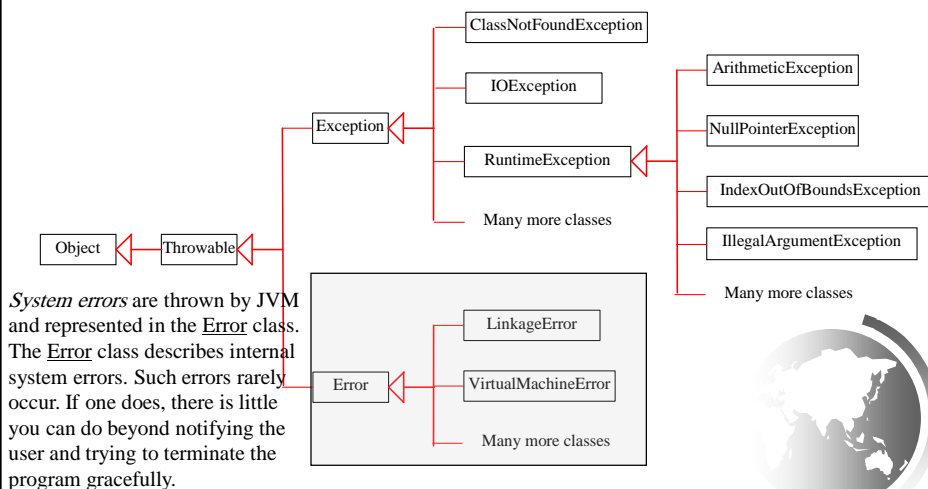 ClassNotFoundException
ArithmeticException
IOException
Exception
NullPointerException
RuntimeException
IndexOutOfBoundsException
Many more classes
IllegalArgumentException
Object
Throwable
Many more classes
System errors are thrown by JVM
and represented in the Error class.
The Error class describes internal
system errors. Such errors rarely
occur. If one does, there is little
you can do beyond notifying the
user and trying to terminate the
program gracefully.
LinkageError
Error
VirtualMachineError
Many more classes